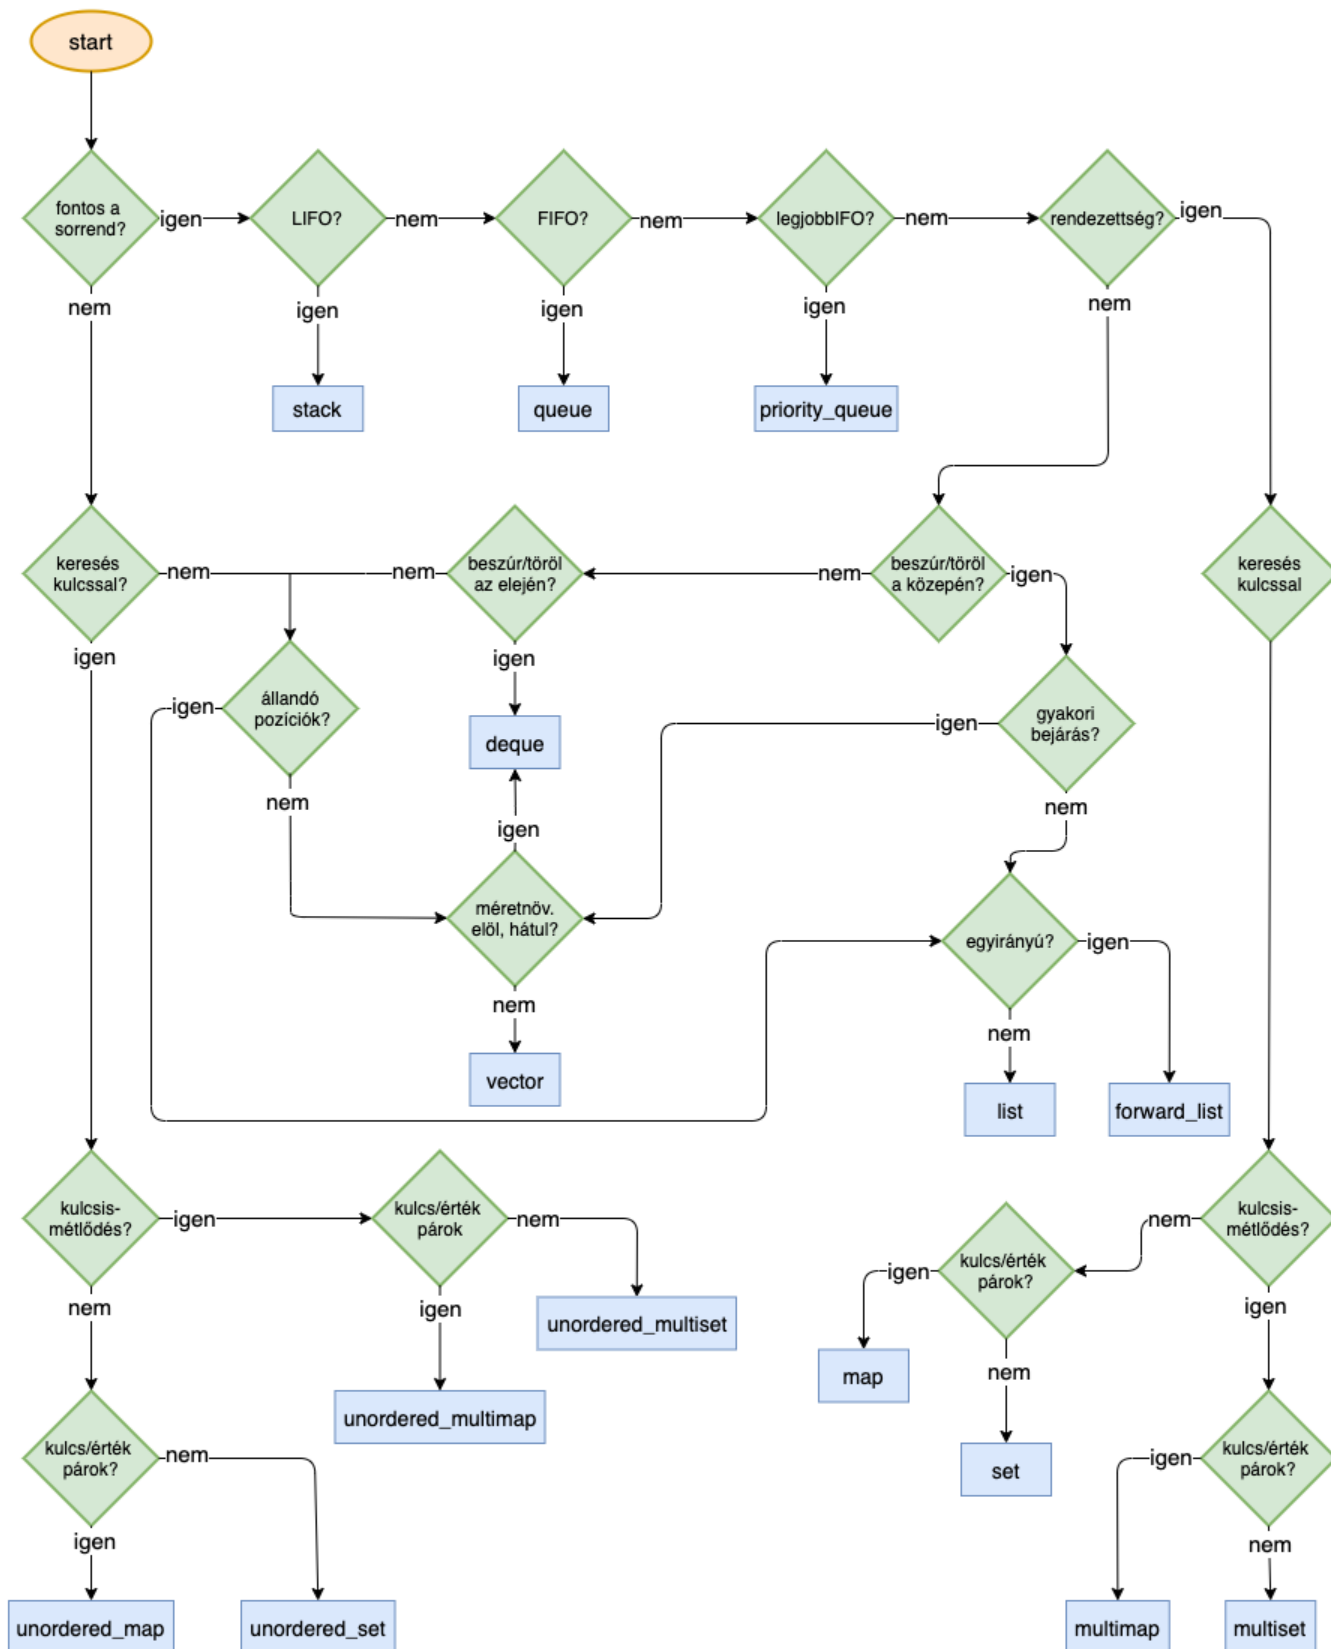 start
fontos a
sorrend?
igen
LIFO?
nem
FIFO?
nem
legjobbIFO?
nem
rendezettség?
igen
nem
igen
igen
igen
nem
stack
queue
priority_queue
keresés
kulcssal?
nem
nem
beszúr/töröl
az elején?
nem
beszúr/töröl
a közepén?
igen
keresés
kulcssal
igen
igen
igen
állandó
pozíciók?
deque
igen
gyakori
bejárás?
nem
igen
nem
méretnöv.
elöl, hátul?
egyirányú?
igen
nem
nem
vector
list
forward_list
kulcsis-
métlődés?
igen
kulcs/érték
párok
nem
nem
kulcsis-
métlődés?
igen
kulcs/érték
párok?
nem
igen
igen
unordered_multiset
map
nem
unordered_multimap
kulcs/érték
párok?
nem
set
igen
kulcs/érték
párok?
igen
nem
unordered_map
unordered_set
multimap
multiset